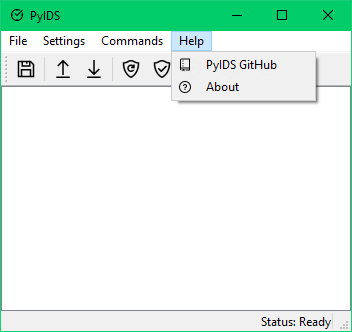 PyIDS
File Settings Commands Help
PyIDS GitHub
About
Status: Ready